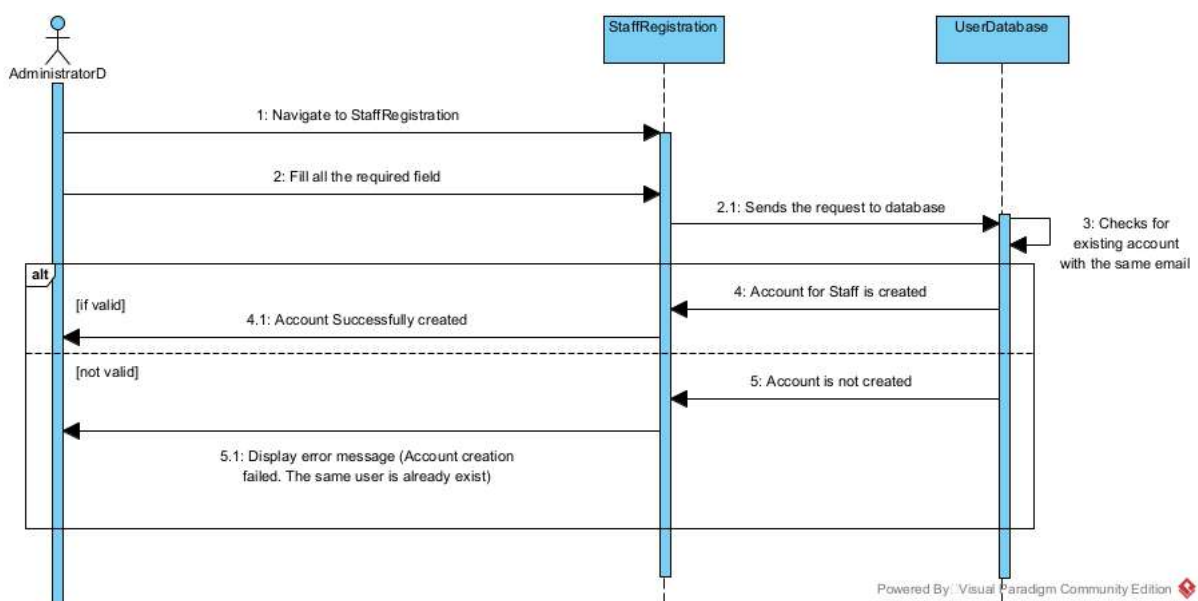 StaffRegistration
UserDatabase
AdministratorD
1: Navigate to StaffRegistration
2: Fill all the required field
2.1: Sends the request to database
3: Checks for
existing account
with the same email
alt
[if valid]
4: Account for Staff is created
4.1: Account Successfully created
[not valid]
5: Account is not created
5.1: Display error message (Account creation
failed. The same user is already exist)
Powered By: Visual Paradigm Community Edition